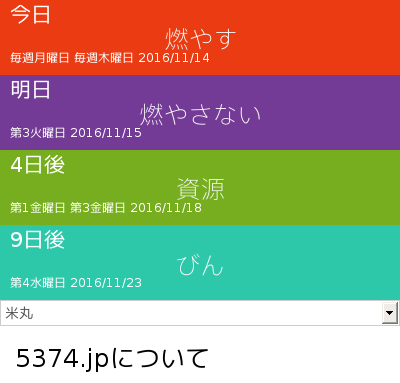 今日
燃やす
毎週月曜日 毎週木曜日 2016/11/14
明日
燃やさない
第3火曜日 2016/11/15
4日後
資源
第1金曜日 第3金曜日 2016/11/18
9日後
びん
第4水曜日 2016/11/23
米丸
5374.jpについて